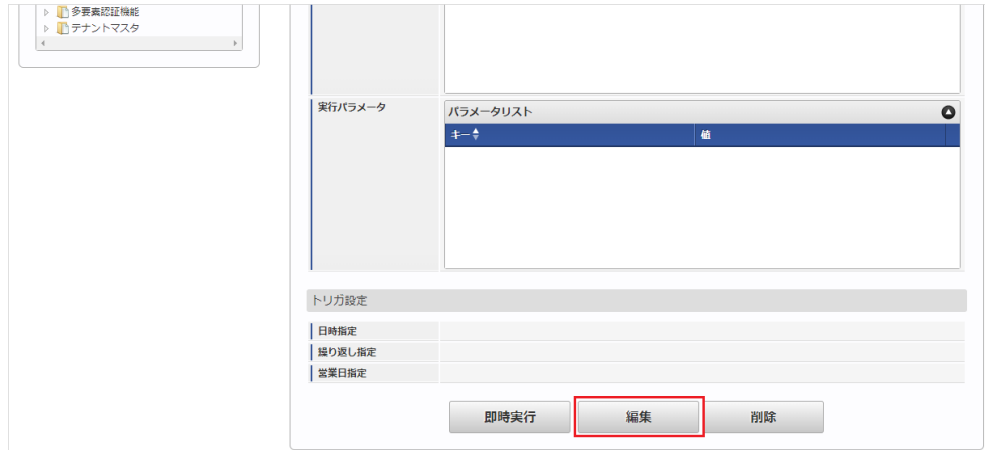 多要素認証機能
テナントマスタ
実行パラメータ
パラメータリスト
キー
値
トリガ設定
日時指定
繰り返し指定
営業日指定
即時実行
編集
削除